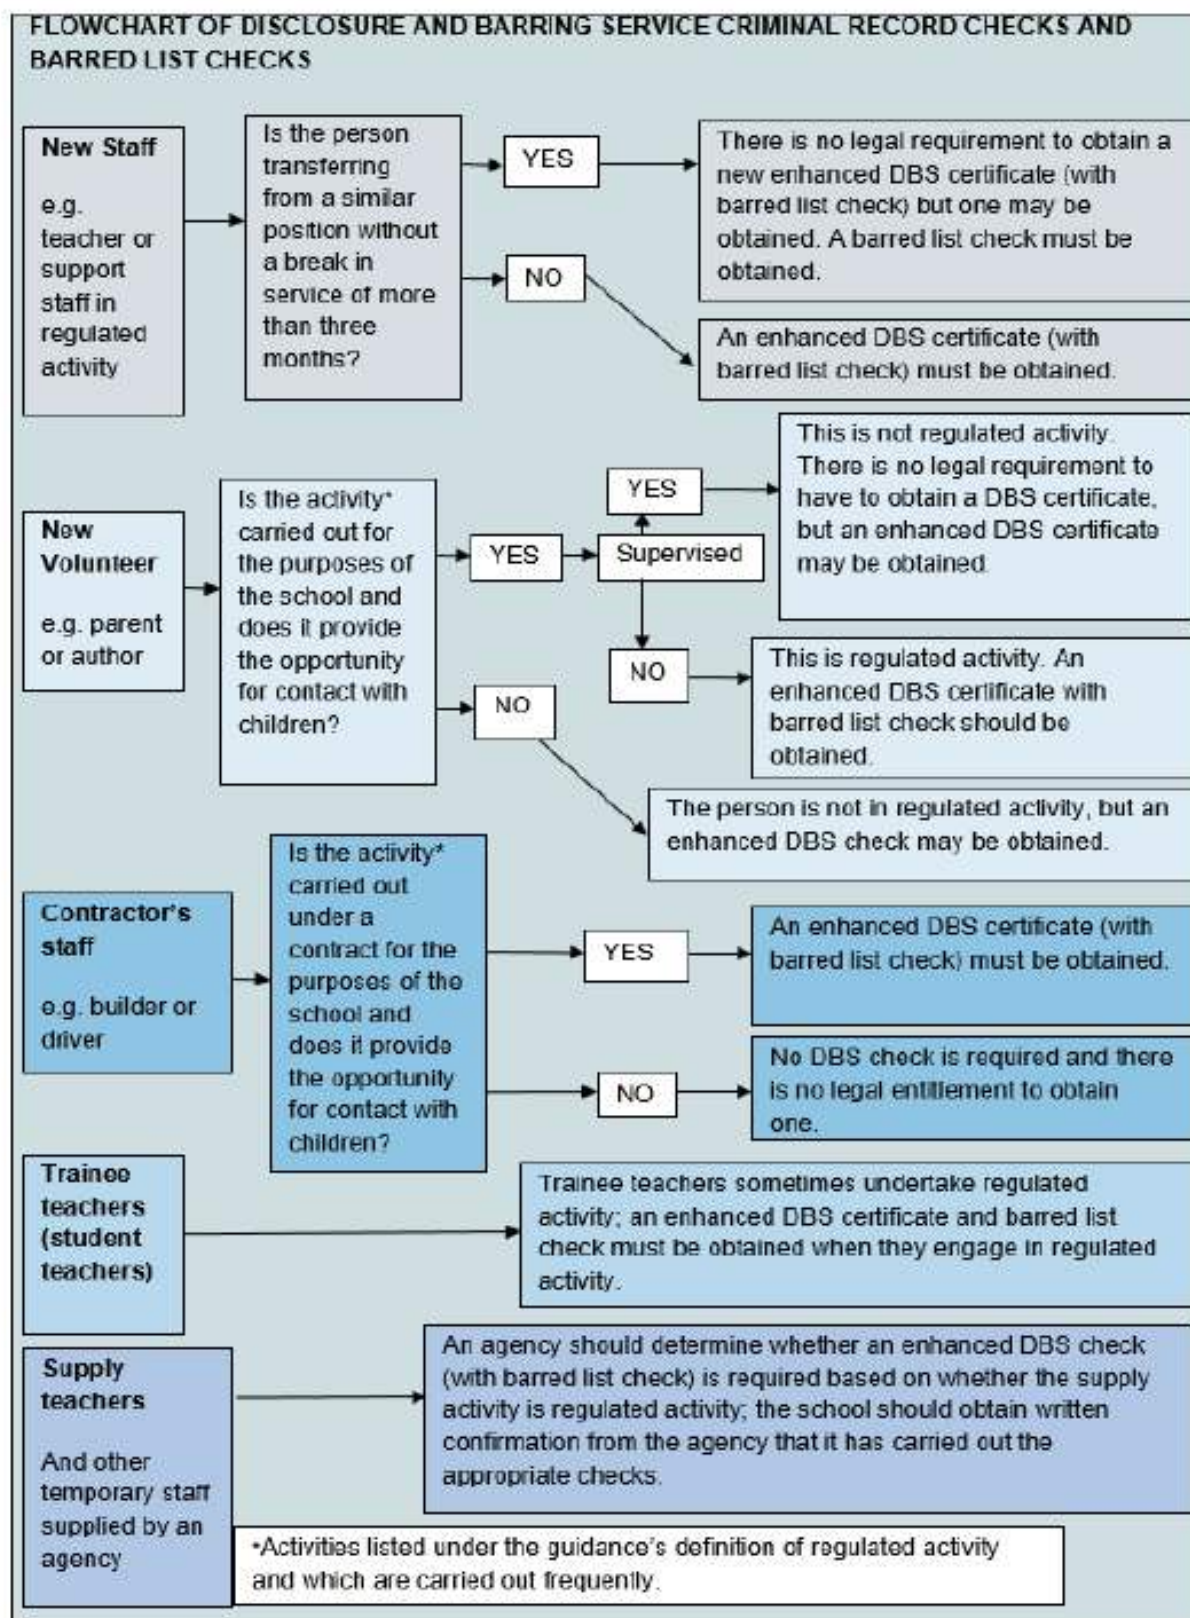 FLOWCHART OF DISCLOSURE AND BARRING SERVICE CRIMINAL RECORD CHECKS AND
BARRED LIST CHECKS
New Staff
e.g.
teacher or
support
staff in
regulated
activity
Is the person
transferring
from a similar
position without
a break in
service of more
than three
months?
YES
There is no legal requirement to obtain a
new enhanced DBS certificate (with
barred list check) but one may be
obtained. A barred list check must be
obtained.
NO
An enhanced DBS certificate (with
barred list check) must be obtained.
New
Volunteer
e.g. parent
or author
Is the activity*
carried out for
the purposes of
the school and
does it provide
the opportunity
for contact with
children?
YES
Supervised
YES
This is not regulated activity.
There is no legal requirement to
have to obtain a DBS certificate,
but an enhanced DBS certificate
may be obtained
NO
This is regulated activity. An
enhanced DBS certificate with
barred list check should be
obtained.
NO
The person is not in regulated activity, but an
enhanced DBS check may be obtained.
Contractor's
staff
e.g. builder or
driver
Is the activity*
carried out
under a
contract for the
purposes of the
school and
does it provide
the opportunity
for contact with
children?
YES
An enhanced DBS certificate (with
barred list check) must be obtained.
NO
No DBS check is required and there
is no legal entitlement to obtain
one.
Trainee
teachers
(student
teachers)
Trainee teachers sometimes undertake regulated
activity; an enhanced DBS certificate and barred list
check must be obtained when they engage in regulated
activity.
Supply
teachers
And other
temporary staff
supplied by an
agency
An agency should determine whether an enhanced DBS check
(with barred list check) is required based on whether the supply
activity is regulated activity; the school should obtain written
confirmation from the agency that it has carried out the
appropriate checks.
*Activities listed under the guidance's definition of regulated activity
and which are carried out frequently.